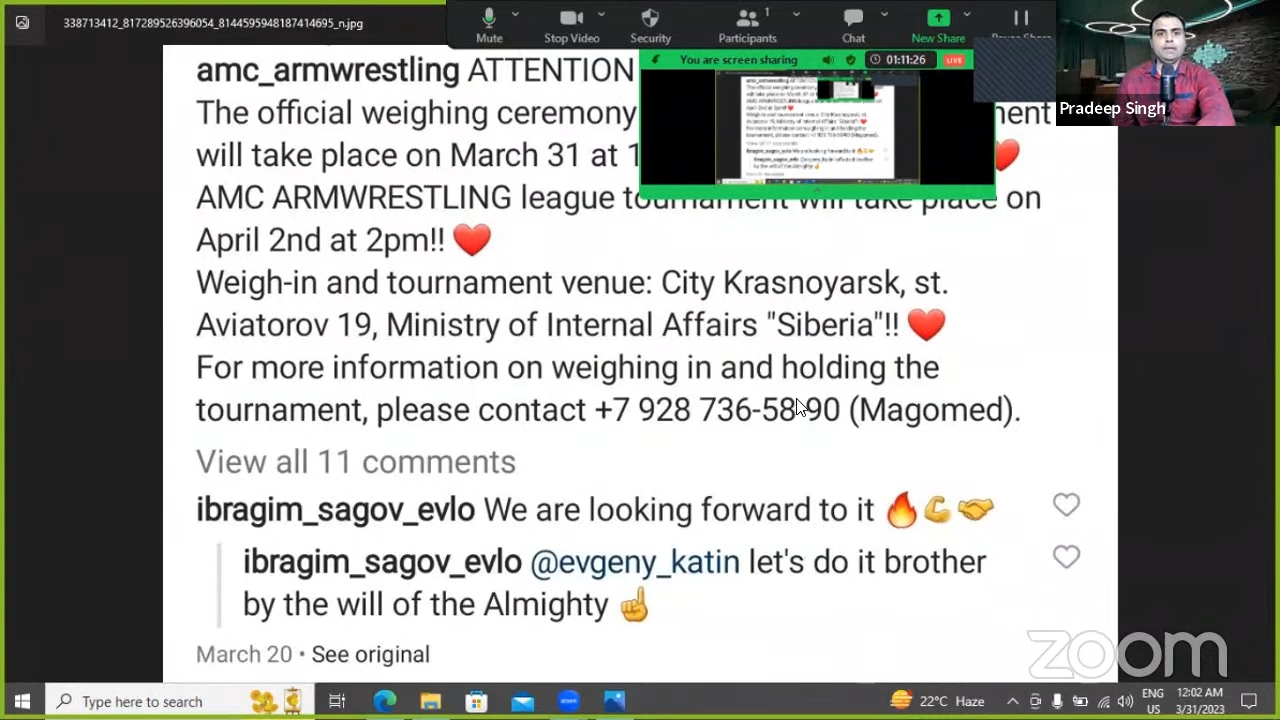 338713412_817289526396054_8144595948187414695_n.jpg
Mute
Stop Video
Security
1
Participants
Chat
New Share
You are screen sharing
01:11:26
LIVE
Pradeep Singh
amc_armwrestling ATTENTION
The official weighing ceremony
will take place on March 31 at
AMC ARMWRESTLING league tournament will take place on
April 2nd at 2pm!! ❤️
Weigh-in and tournament venue: City Krasnoyarsk, st.
Aviatorov 19, Ministry of Internal Affairs "Siberia"!! ❤️
For more information on weighing in and holding the
tournament, please contact +7 928 736-58-90 (Magomed).
View all 11 comments
ibragim_sagov_evlo We are looking forward to it 🔥💪🤝
ibragim_sagov_evlo @evgeny_katin let's do it brother
by the will of the Almighty ☝️
March 20 • See original
zoom
Type here to search
22°C Haze
ENG
US
12:02 AM
3/31/2023